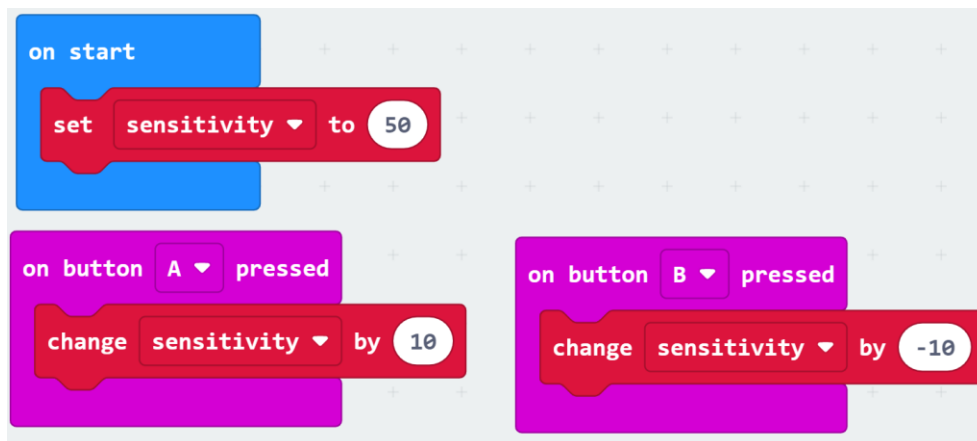 on start
set sensitivity to 50
on button A pressed
change sensitivity by 10
on button B pressed
change sensitivity by -10